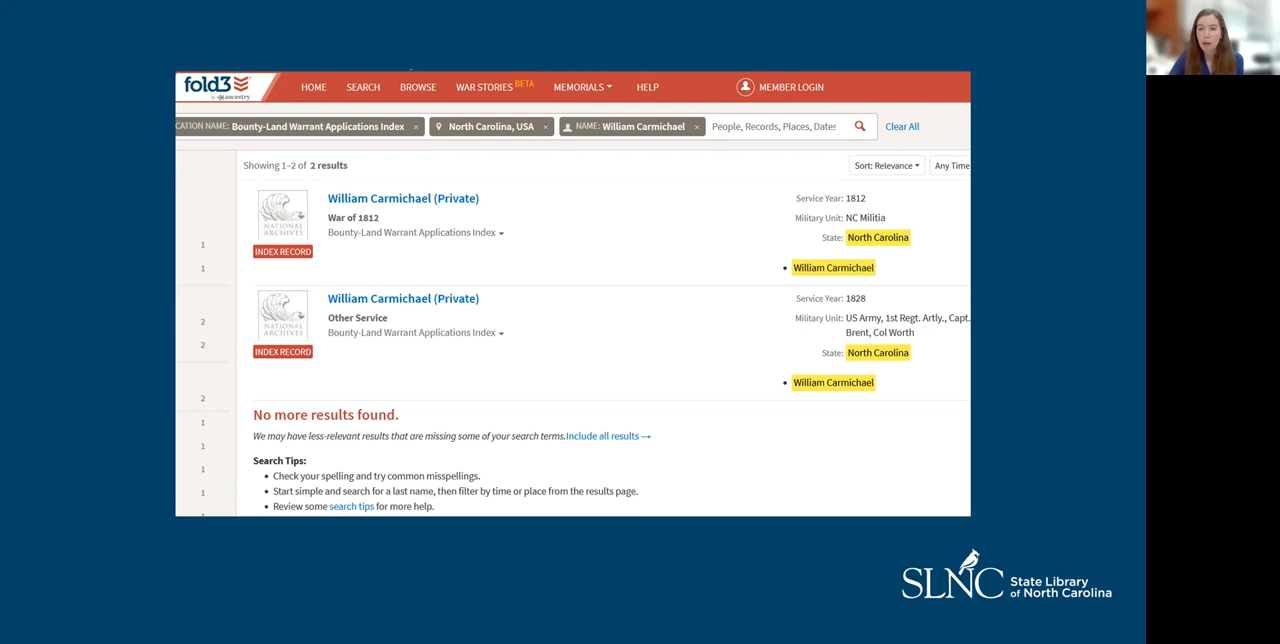 fold3
by ancestry
HOME SEARCH BROWSE WAR STORIES BETA MEMORIALS HELP MEMBER LOGIN
CATION NAME: Bounty-Land Warrant Applications Index × North Carolina, USA × NAME: William Carmichael × People, Records, Places, Dates Clear All
Showing 1–2 of 2 results
Sort: Relevance Any Time
William Carmichael (Private)
War of 1812
Bounty-Land Warrant Applications Index
NATIONAL
ARCHIVES
INDEX RECORD
Service Year: 1812
Military Unit: NC Militia
State: North Carolina
• William Carmichael
William Carmichael (Private)
Other Service
Bounty-Land Warrant Applications Index
NATIONAL
ARCHIVES
INDEX RECORD
Service Year: 1828
Military Unit: US Army, 1st Regt. Artly., Capt.
Brent, Col Worth
State: North Carolina
• William Carmichael
1
1
2
2
2
1
1
1
1
No more results found.
We may have less-relevant results that are missing some of your search terms. Include all results →
Search Tips:
• Check your spelling and try common misspellings.
• Start simple and search for a last name, then filter by time or place from the results page.
• Review some search tips for more help.
SLNC State Library
of North Carolina